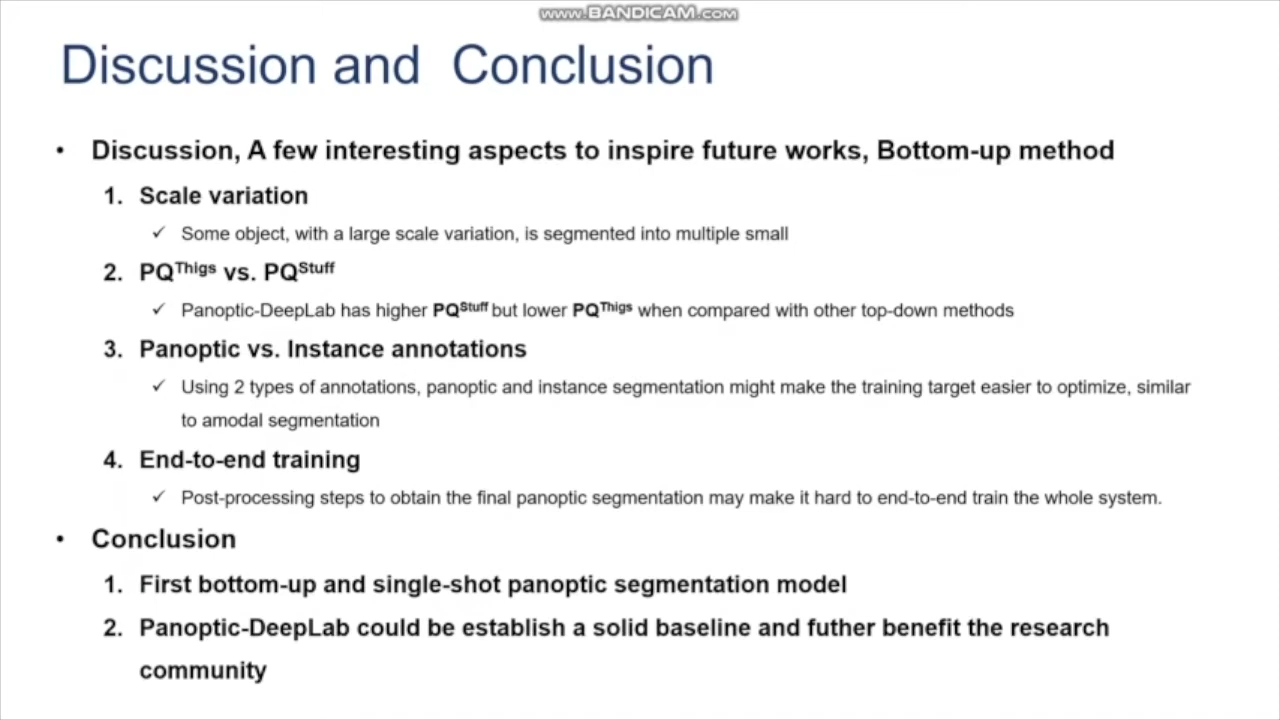 www.BANDICAM.com
Discussion and Conclusion
• Discussion, A few interesting aspects to inspire future works, Bottom-up method
1. Scale variation
✓ Some object, with a large scale variation, is segmented into multiple small
2. PQThigs vs. PQStuff
✓ Panoptic-DeepLab has higher PQStuff but lower PQThigs when compared with other top-down methods
3. Panoptic vs. Instance annotations
✓ Using 2 types of annotations, panoptic and instance segmentation might make the training target easier to optimize, similar
to amodal segmentation
4. End-to-end training
✓ Post-processing steps to obtain the final panoptic segmentation may make it hard to end-to-end train the whole system.
• Conclusion
1. First bottom-up and single-shot panoptic segmentation model
2. Panoptic-DeepLab could be establish a solid baseline and futher benefit the research
community